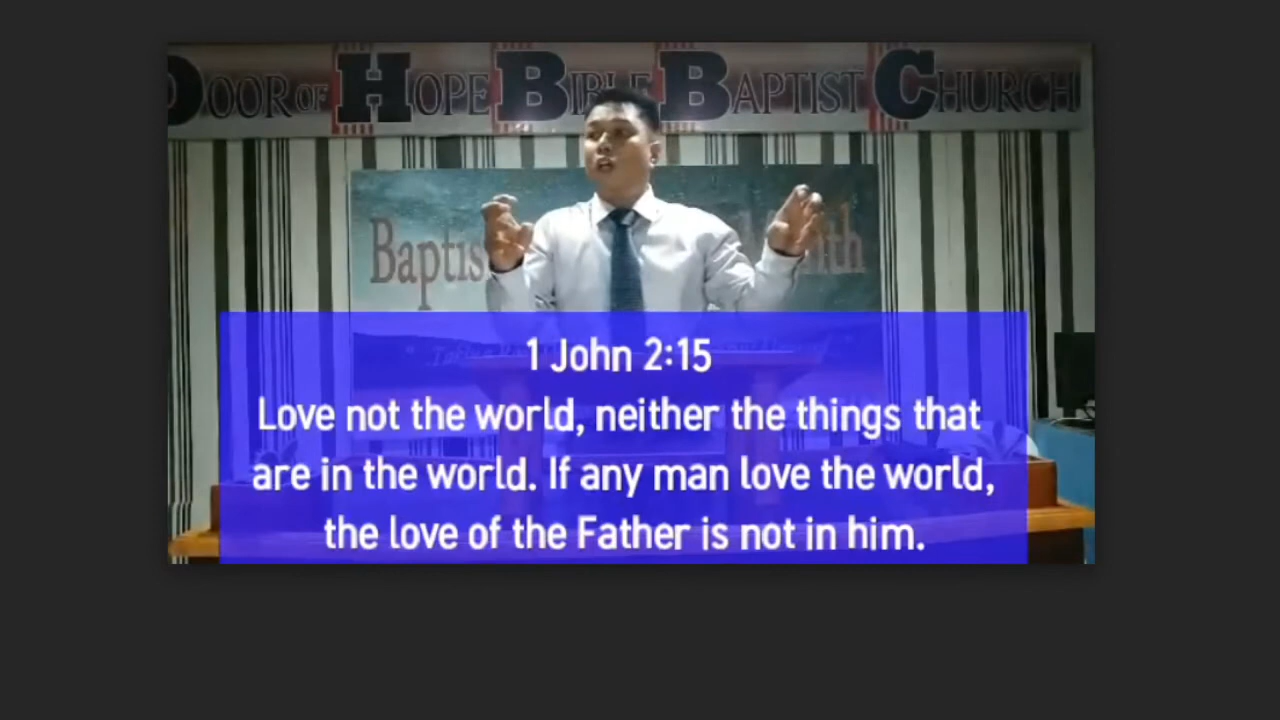 DOOR OF HOPE BIBLE BAPTIST CHURCH
Baptis
1 John 2:15
Love not the world, neither the things that
are in the world. If any man love the world,
the love of the Father is not in him.